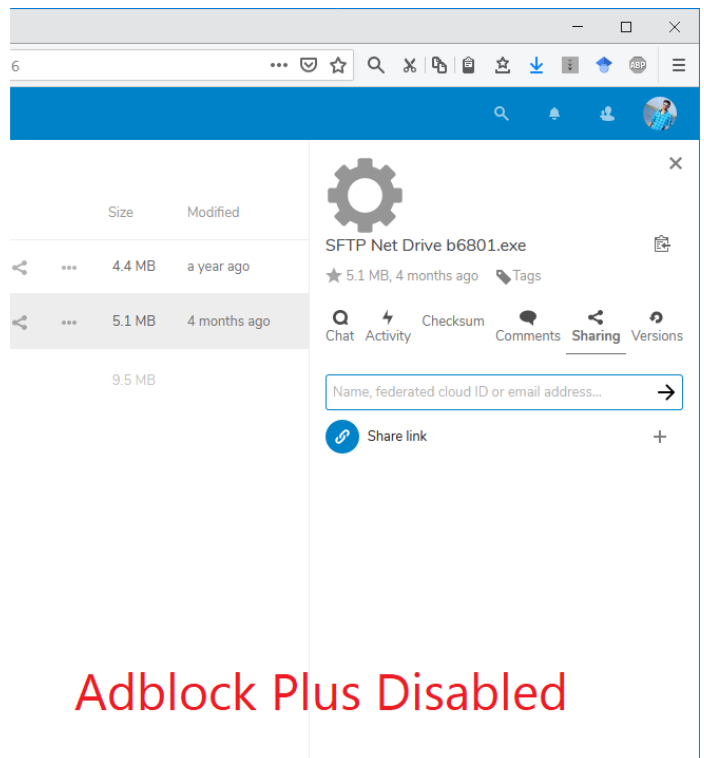 6
ABP
Size Modified
SFTP Net Drive b6801.exe
4.4 MB a year ago
5.1 MB, 4 months ago Tags
5.1 MB 4 months ago
Chat Activity Checksum Comments Sharing Versions
9.5 MB
Name, federated cloud ID or email address...
Share link
Adblock Plus Disabled